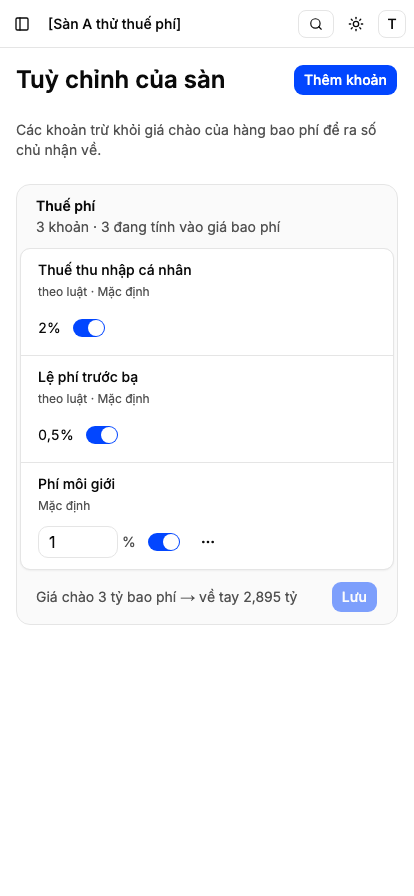 [Sàn A thử thuế phí]
T
Tuỳ chỉnh của sàn
Thêm khoản
Các khoản trừ khỏi giá chào của hàng bao phí để ra số
chủ nhận về.
Thuế phí
3 khoản · 3 đang tính vào giá bao phí
Thuế thu nhập cá nhân
theo luật · Mặc định
2%
Lệ phí trước bạ
theo luật · Mặc định
0,5%
Phí môi giới
Mặc định
1 %
Giá chào 3 tỷ bao phí → về tay 2,895 tỷ
Lưu